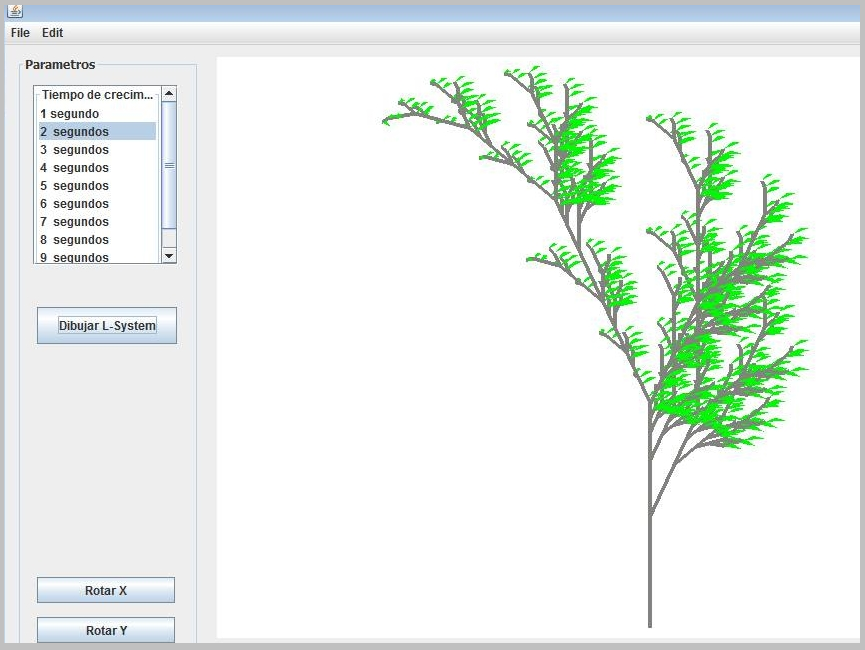 File Edit
Parametros
Tiempo de crecim...
1 segundo
2 segundos
3 segundos
4 segundos
5 segundos
6 segundos
7 segundos
8 segundos
9 segundos
Dibujar L-System
Rotar X
Rotar Y